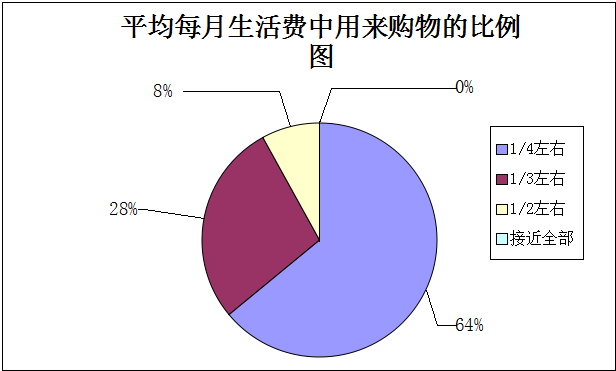 平均每月生活费中用来购物的比例
图
8%
0%
28%
64%
1/4左右
1/3左右
1/2左右
接近全部